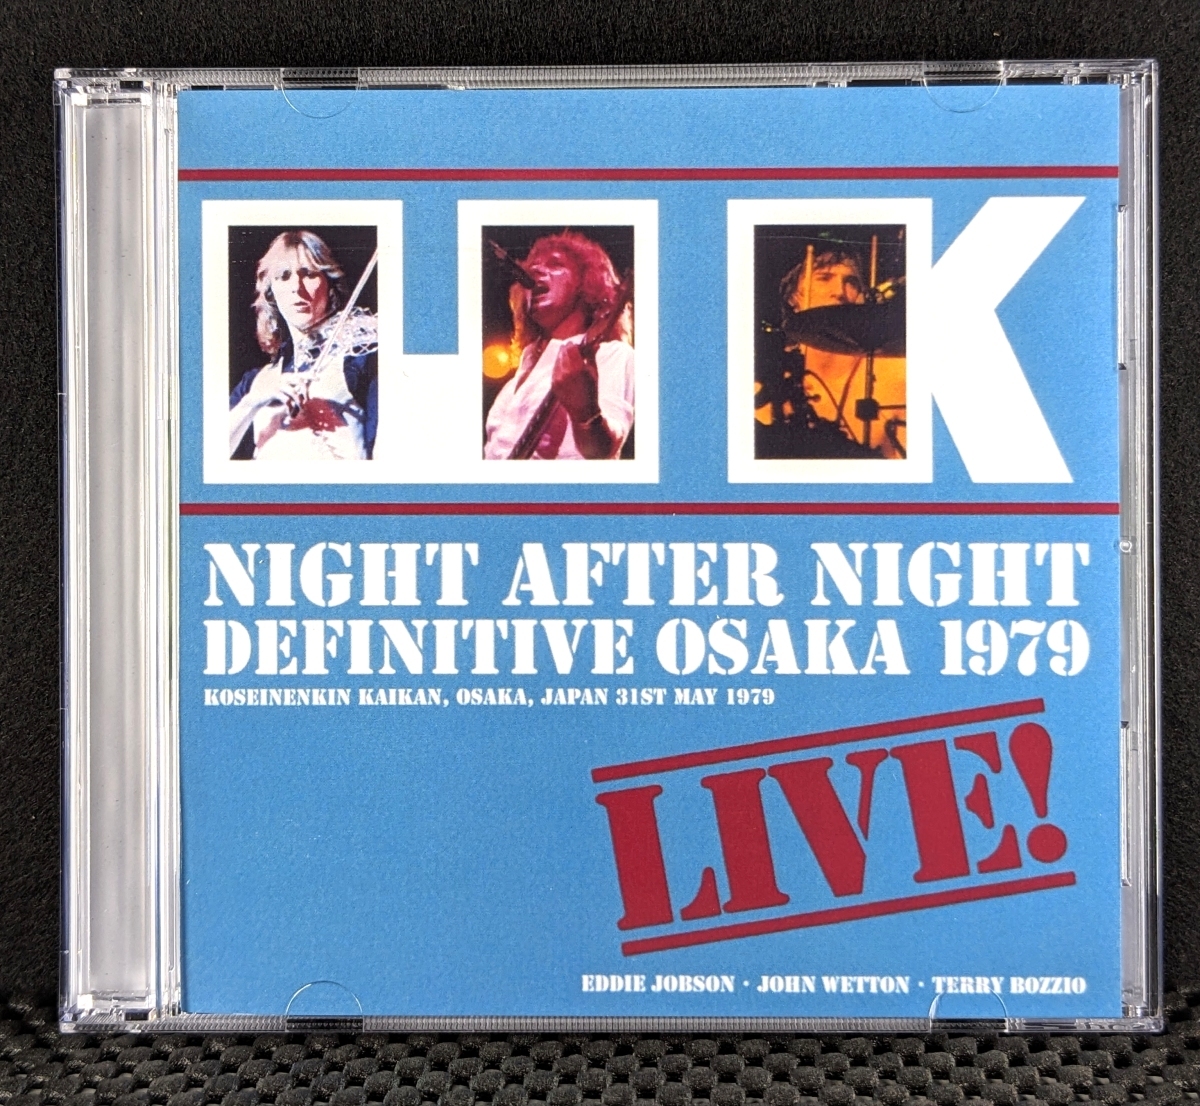 UK
NIGHT AFTER NIGHT
DEFINITIVE OSAKA 1979
KOSEINENKIN KAIKAN, OSAKA, JAPAN 31ST MAY 1979
LIVE!
EDDIE JOBSON · JOHN WETTON · TERRY BOZZIO